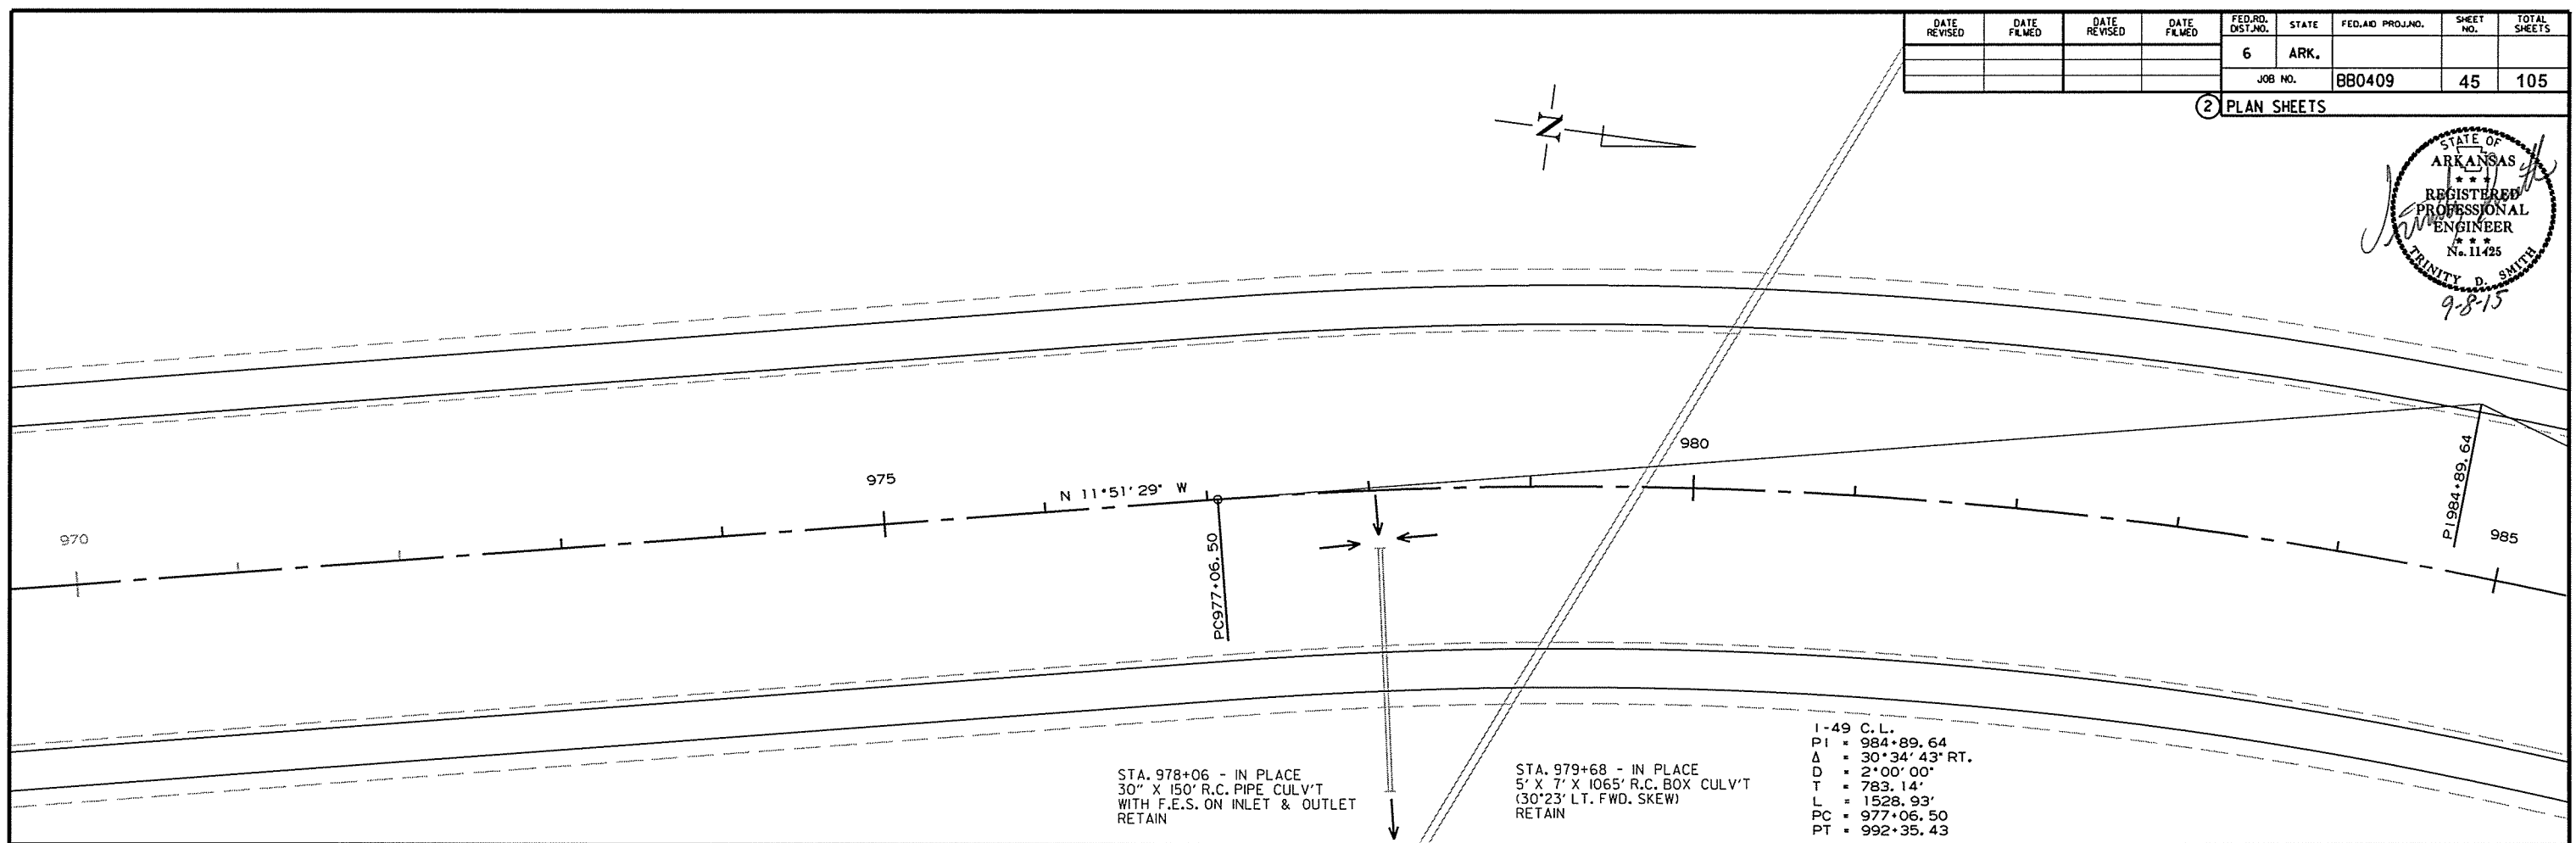 DATE REVISED
DATE FILMED
DATE REVISED
DATE FILMED
FED.RD. DIST.NO.
STATE
FED.AID PROJ.NO.
SHEET NO.
TOTAL SHEETS
6 ARK.
JOB NO. BB0409 45 105
2 PLAN SHEETS
N
STATE OF
ARKANSAS
★ ★ ★
REGISTERED
PROFESSIONAL
ENGINEER
★ ★ ★
No. 11425
TRINITY D. SMITH
Trinity Smith
9-8-15
970
975
N 11°51'29" W
PC977+06.50
980
PI984+89.64
985
STA. 978+06 - IN PLACE
30" X 150' R.C. PIPE CULV'T
WITH F.E.S. ON INLET & OUTLET
RETAIN
STA. 979+68 - IN PLACE
5' X 7' X 1065' R.C. BOX CULV'T
(30°23' LT. FWD. SKEW)
RETAIN
I-49 C.L.
PI = 984+89.64
Δ = 30°34'43" RT.
D = 2°00'00"
T = 783.14'
L = 1528.93'
PC = 977+06.50
PT = 992+35.43